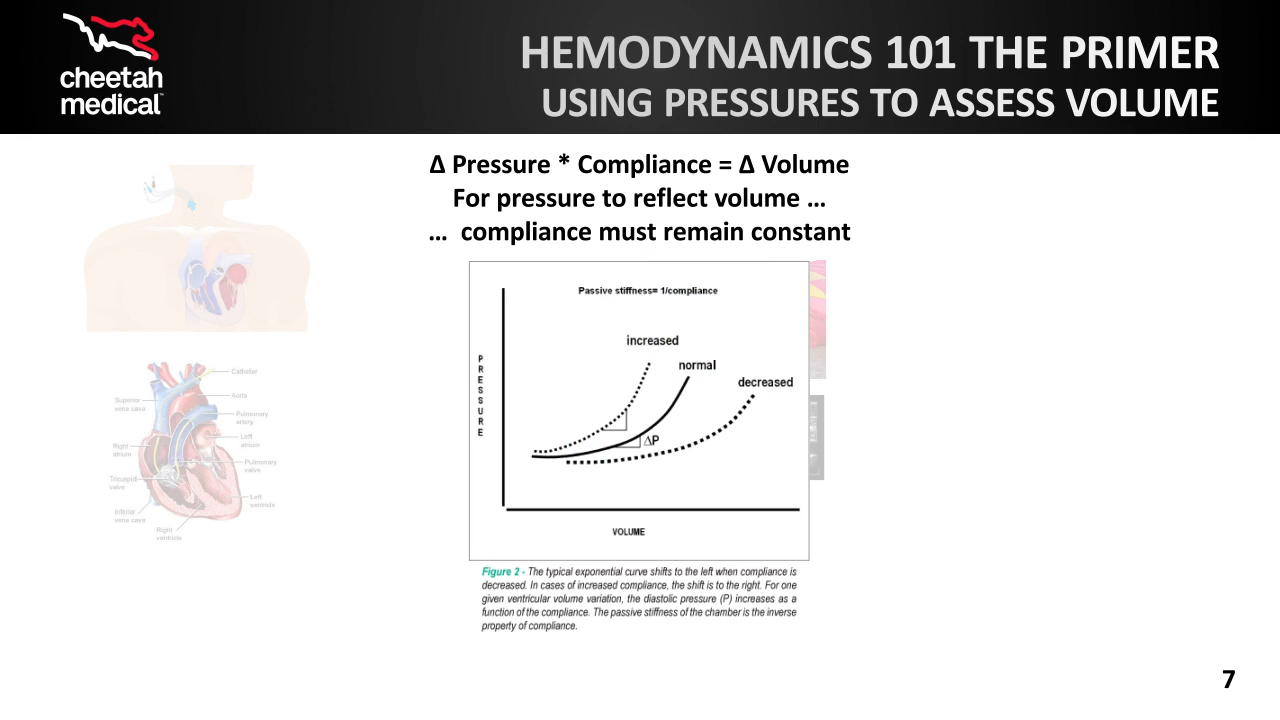 cheetah
medical
HEMODYNAMICS 101 THE PRIMER
USING PRESSURES TO ASSESS VOLUME
Δ Pressure * Compliance = Δ Volume
For pressure to reflect volume …
… compliance must remain constant
Passive stiffness= 1/compliance
increased
normal
decreased
PRESSURE
ΔP
VOLUME
Figure 2 - The typical exponential curve shifts to the left when compliance is
decreased. In cases of increased compliance, the shift is to the right. For one
given ventricular volume variation, the diastolic pressure (P) increases as a
function of the compliance. The passive stiffness of the chamber is the inverse
property of compliance.
Catheter
Aorta
Superior
vena cava
Pulmonary
artery
Left
atrium
Right
atrium
Pulmonary
valve
Tricuspid
valve
Left
ventricle
Inferior
vena cava
Right
ventricle
7